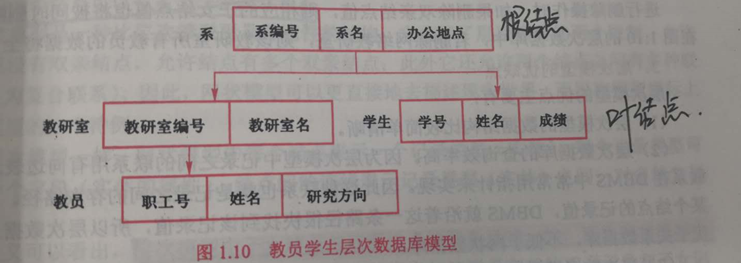 系 系编号 系名 办公地点 根结点
教研室 教研室编号 教研室名 学生 学号 姓名 成绩 叶结点.
教员 职工号 姓名 研究方向
图 1.10 教员学生层次数据库模型